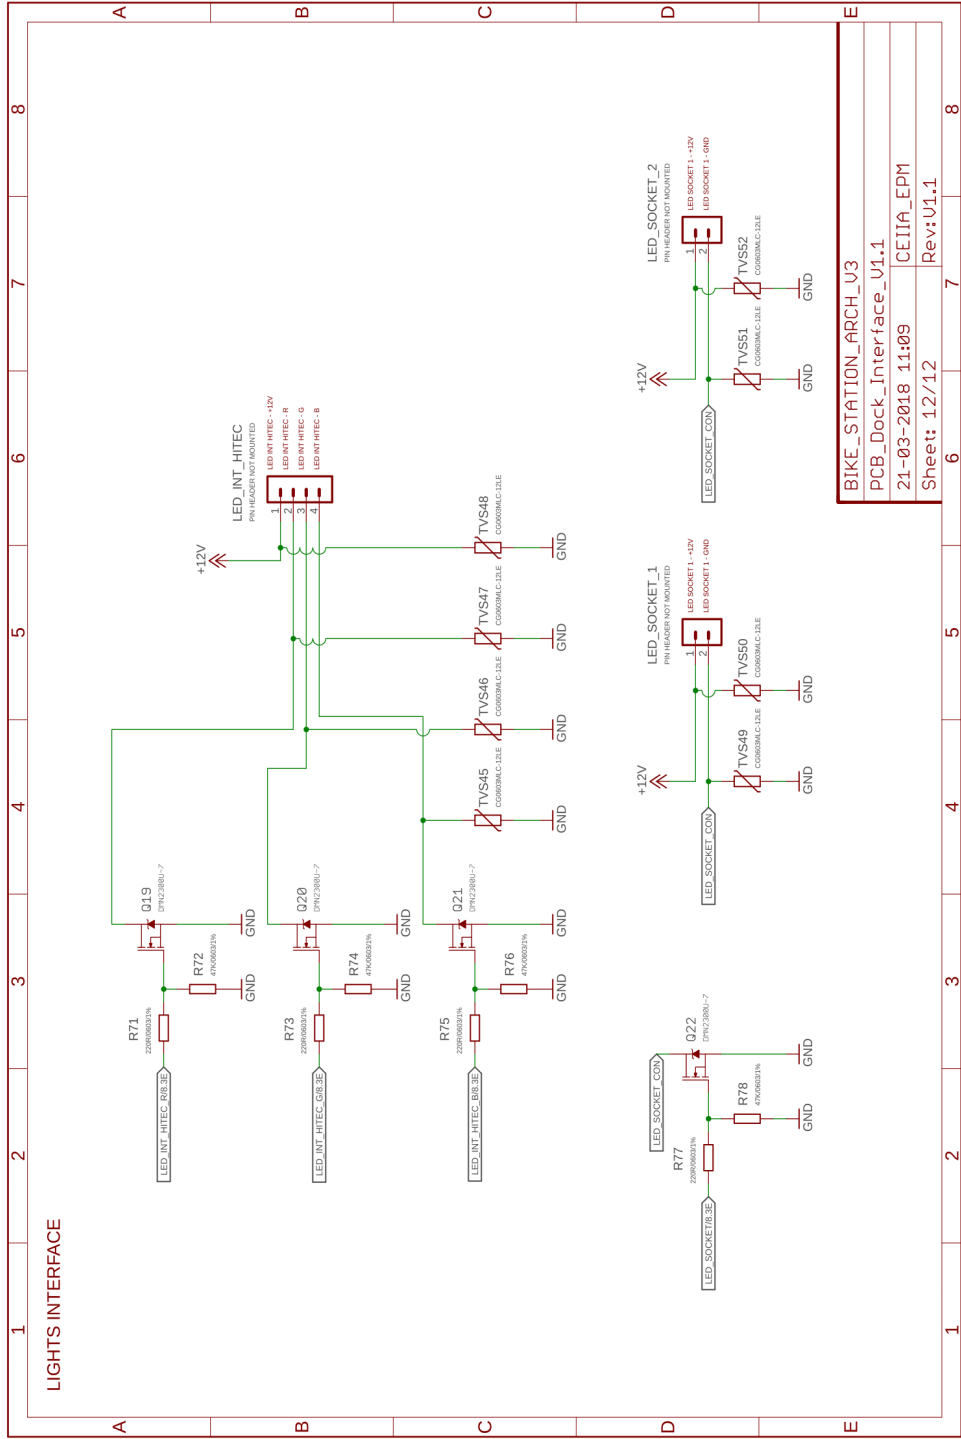 LIGHTS INTERFACE
1 2 3 4 5 6 7 8
A
B
C
D
E
LED_INT_HITEC_R/8.3E
R71
220R/0603/1%
R72
47K/0603/1%
GND
Q19
DMN2300U-7
GND
LED_INT_HITEC_G/8.3E
R73
220R/0603/1%
R74
47K/0603/1%
GND
Q20
DMN2300U-7
GND
LED_INT_HITEC_B/8.3E
R75
220R/0603/1%
R76
47K/0603/1%
GND
Q21
DMN2300U-7
GND
+12V
LED_INT_HITEC
PIN HEADER NOT MOUNTED
1
2
3
4
LED INT HITEC - +12V
LED INT HITEC - R
LED INT HITEC - G
LED INT HITEC - B
TVS45
CG0603MLC-12LE
GND
TVS46
CG0603MLC-12LE
GND
TVS47
CG0603MLC-12LE
GND
TVS48
CG0603MLC-12LE
GND
LED_SOCKET/8.3E
R77
220R/0603/1%
LED_SOCKET_CON
R78
47K/0603/1%
GND
Q22
DMN2300U-7
GND
LED_SOCKET_CON
+12V
TVS49
CG0603MLC-12LE
GND
TVS50
CG0603MLC-12LE
GND
LED_SOCKET_1
PIN HEADER NOT MOUNTED
1
2
LED SOCKET 1 - +12V
LED SOCKET 1 - GND
LED_SOCKET_CON
+12V
TVS51
CG0603MLC-12LE
GND
TVS52
CG0603MLC-12LE
GND
LED_SOCKET_2
PIN HEADER NOT MOUNTED
1
2
LED SOCKET 1 - +12V
LED SOCKET 1 - GND
BIKE_STATION_ARCH_V3
PCB_Dock_Interface_V1.1
21-03-2018 11:09 CEIIA_EPM
Sheet: 12/12 Rev:V1.1
A
B
C
D
E
1 2 3 4 5 6 7 8